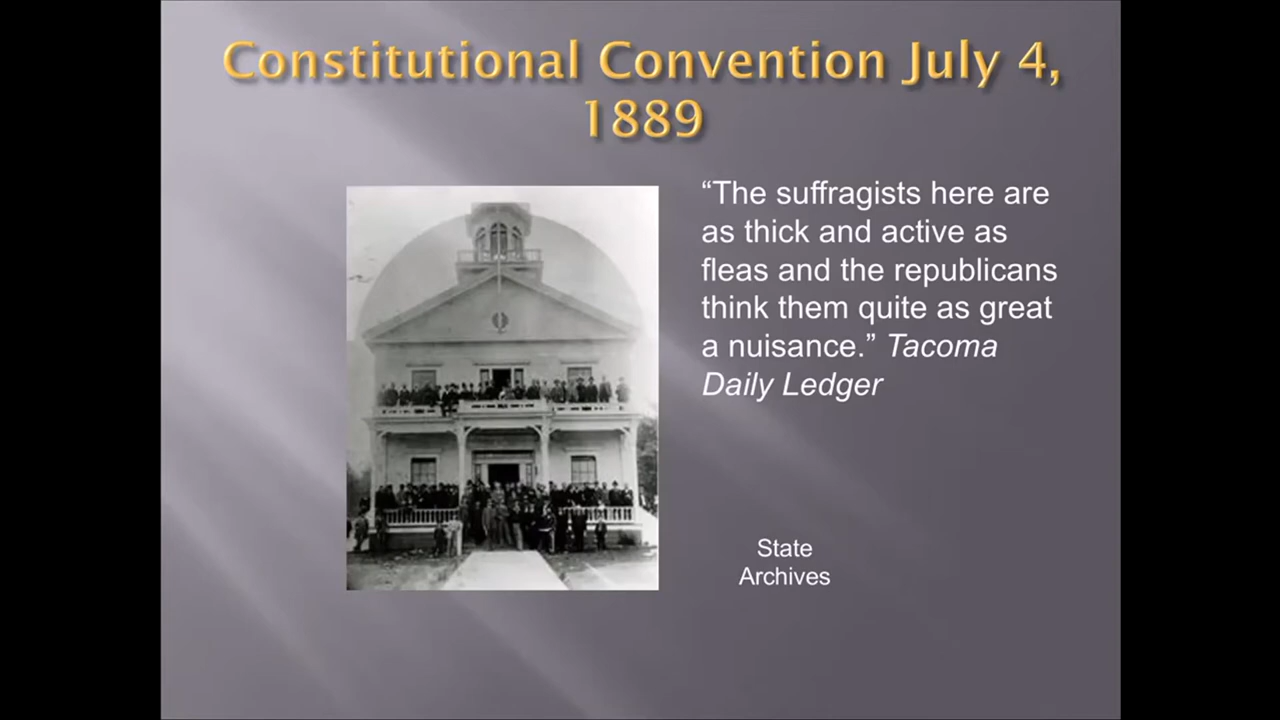 Constitutional Convention July 4,
1889
“The suffragists here are
as thick and active as
fleas and the republicans
think them quite as great
a nuisance.” Tacoma
Daily Ledger
State
Archives